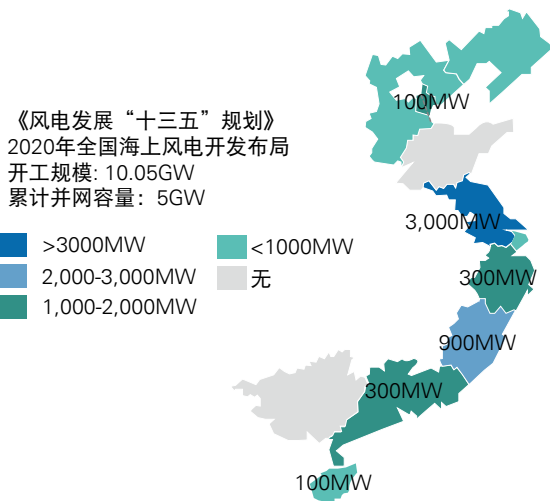 《风电发展“十三五”规划》
2020年全国海上风电开发布局
开工规模: 10.05GW
累计并网容量：5GW
>3000MW
<1000MW
2,000-3,000MW
无
1,000-2,000MW
100MW
3,000MW
300MW
900MW
300MW
100MW